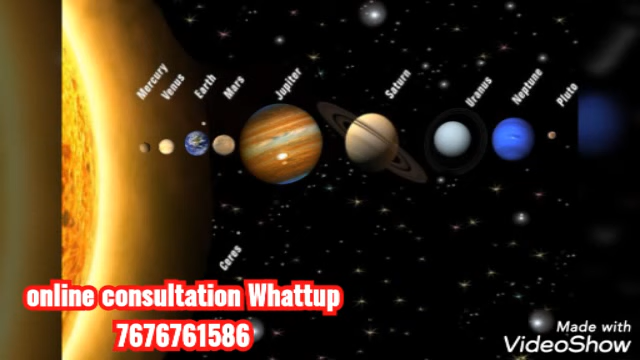 Mercury
Venus
Earth
Mars
Jupiter
Saturn
Uranus
Neptune
Pluto
Ceres
online consultation Whattup
7676761586
Made with
VideoShow